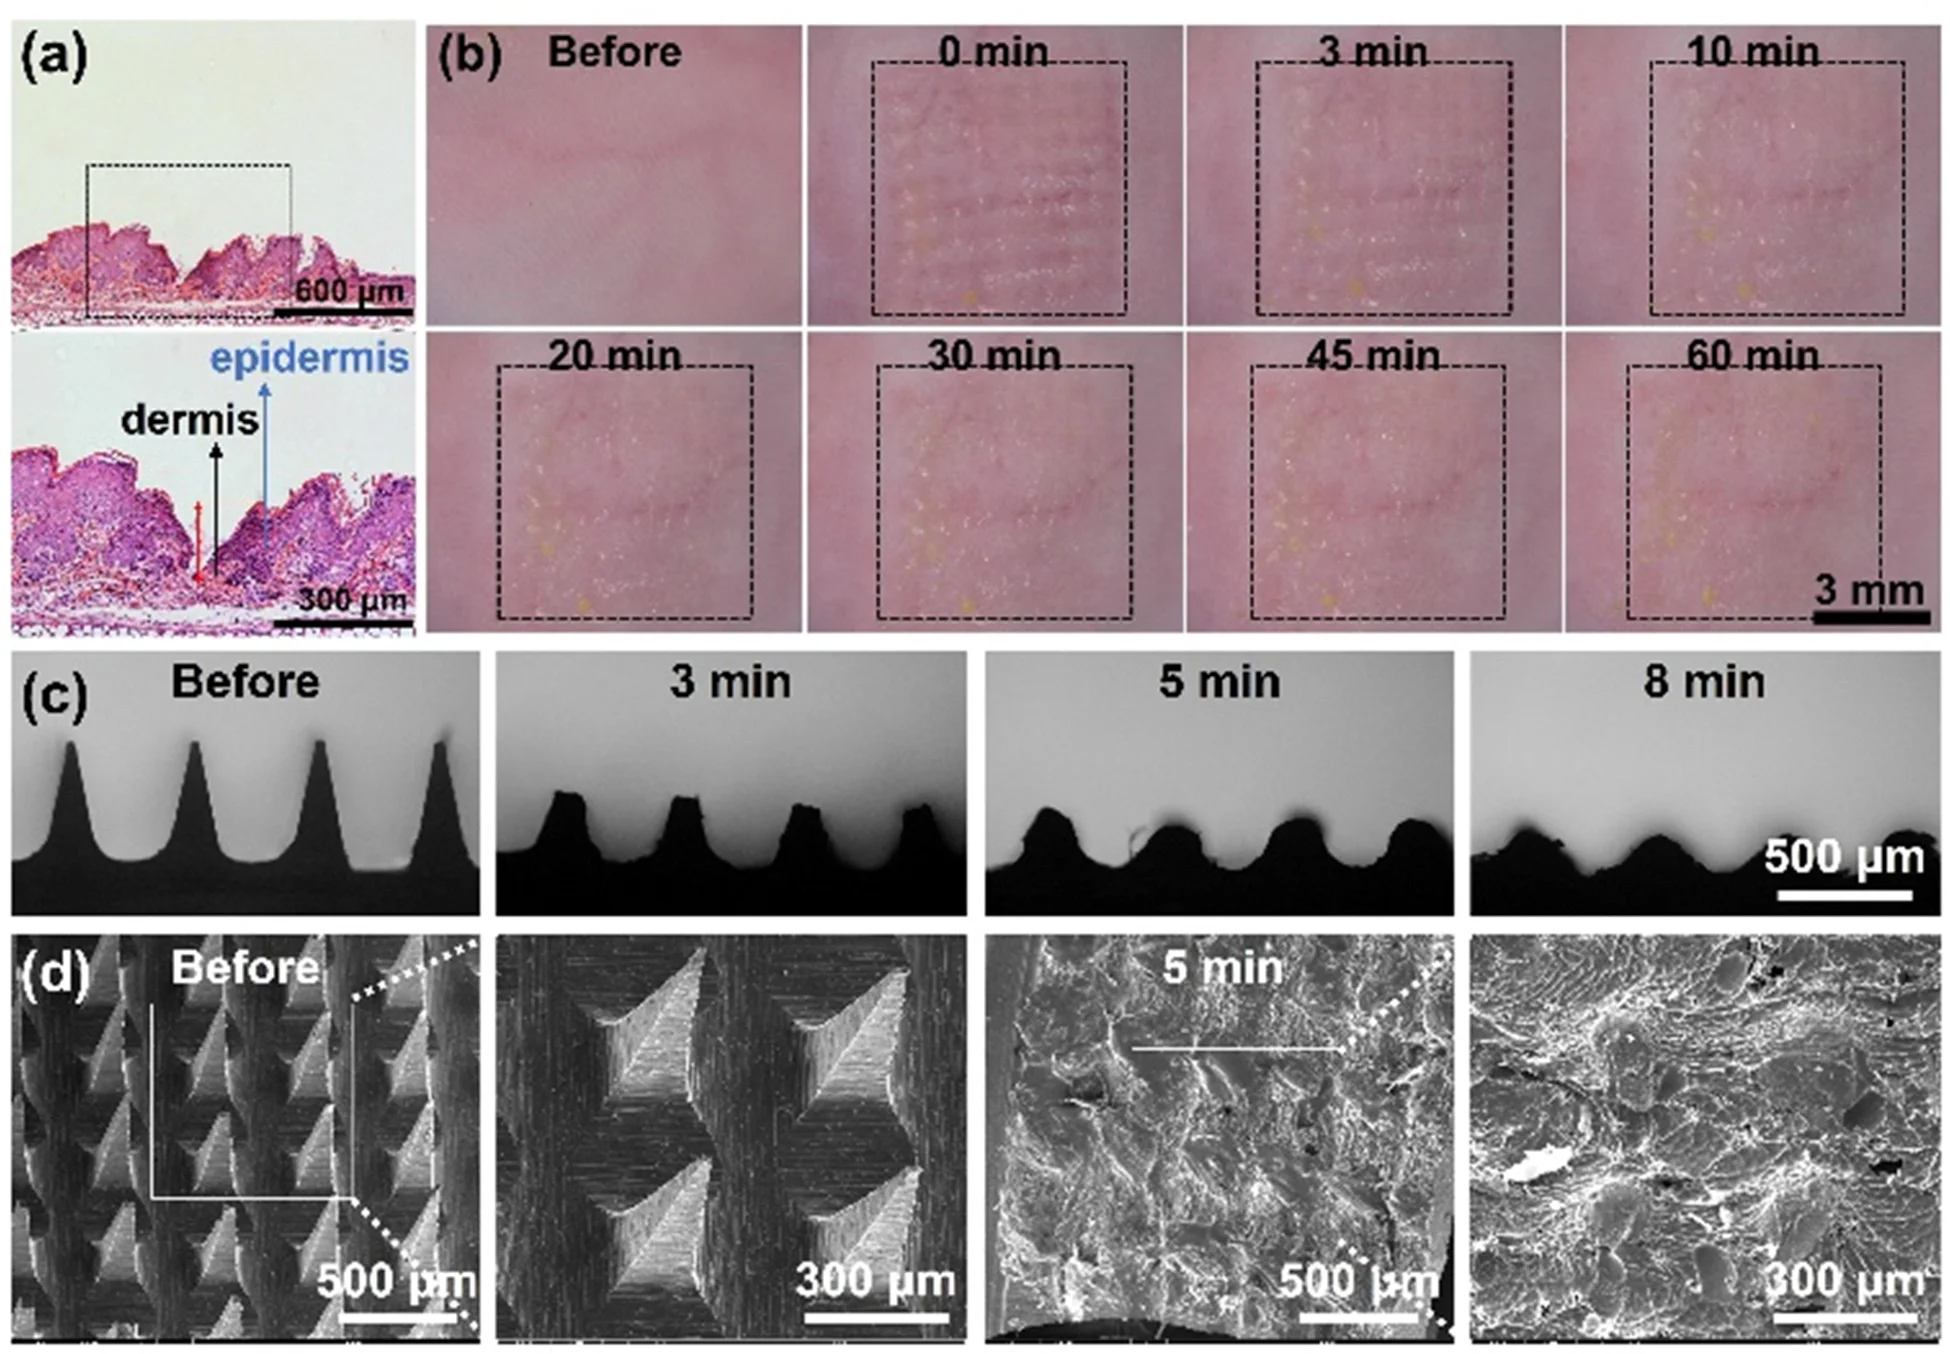 (a)
600 µm
epidermis
dermis
300 µm
(b) Before 0 min 3 min 10 min
20 min 30 min 45 min 60 min
3 mm
(c) Before 3 min 5 min 8 min
500 µm
(d) Before 5 min
500 µm 300 µm 500 µm 300 µm